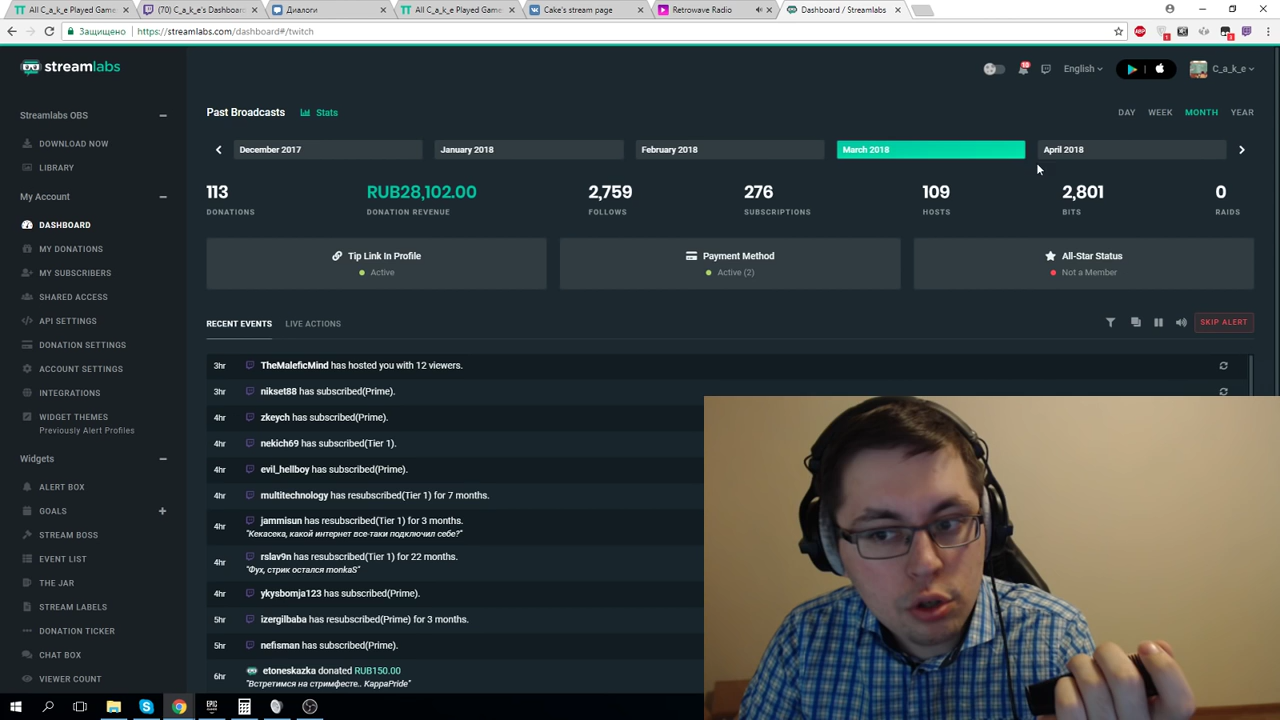 All C_a_k_e Played Game
(70) C_a_k_e's Dashboar
Диалоги
All C_a_k_e Played Game
Cake's stream page
Retrowave Radio
Dashboard / Streamlabs
Защищено
https://streamlabs.com/dashboard#/twitch
streamlabs
10
English
C_a_k_e
Streamlabs OBS
DOWNLOAD NOW
LIBRARY
My Account
DASHBOARD
MY DONATIONS
MY SUBSCRIBERS
SHARED ACCESS
API SETTINGS
DONATION SETTINGS
ACCOUNT SETTINGS
INTEGRATIONS
WIDGET THEMES
Previously Alert Profiles
Widgets
ALERT BOX
GOALS
STREAM BOSS
EVENT LIST
THE JAR
STREAM LABELS
DONATION TICKER
CHAT BOX
VIEWER COUNT
Past Broadcasts Stats
DAY WEEK MONTH YEAR
December 2017 January 2018 February 2018 March 2018 April 2018
113 RUB28,102.00 2,759 276 109 2,801 0
DONATIONS DONATION REVENUE FOLLOWS SUBSCRIPTIONS HOSTS BITS RAIDS
Tip Link In Profile Payment Method All-Star Status
Active Active (2) Not a Member
RECENT EVENTS LIVE ACTIONS SKIP ALERT
3hr TheMaleficMind has hosted you with 12 viewers.
3hr nikset88 has subscribed(Prime).
4hr zkeych has subscribed(Prime).
4hr nekich69 has subscribed(Tier 1).
4hr evil_hellboy has subscribed(Prime).
4hr multitechnology has resubscribed(Tier 1) for 7 months.
4hr jammisun has resubscribed(Tier 1) for 3 months.
"Кекасека, какой интернет все-таки подключил себе?"
4hr rslav9n has resubscribed(Tier 1) for 22 months.
"Фух, стрик остался monkaS"
4hr ykysbomja123 has subscribed(Prime).
5hr izergilbaba has resubscribed(Prime) for 3 months.
5hr nefisman has subscribed(Prime).
6hr etoneskazka donated RUB150.00
"Встретимся на стримфесте.. KappaPride"